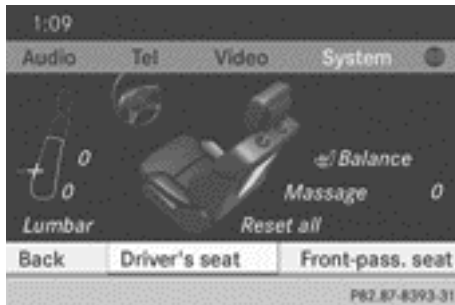 1:09
Audio Tel Video System
0
0
Balance
Massage 0
Lumbar Reset all
Back Driver's seat Front-pass. seat
P82.87-8393-31